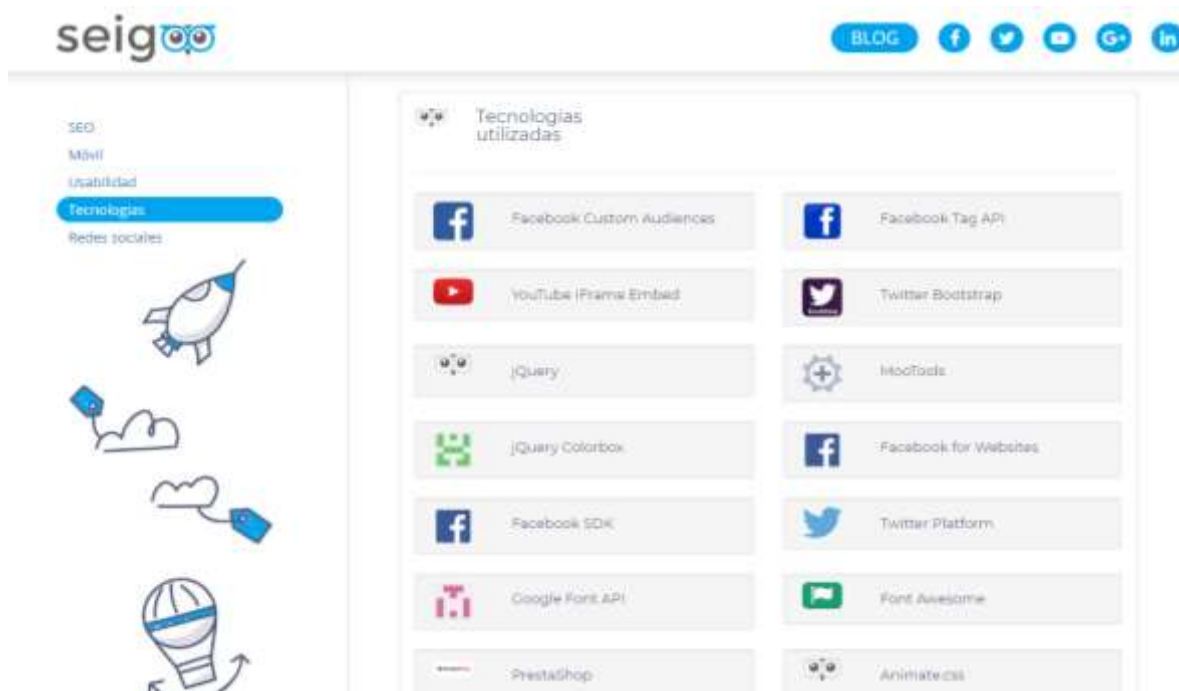 seigoo
BLOG
SEO
Móvil
Usabilidad
Tecnologías
Redes sociales
Tecnologías
utilizadas
Facebook Custom Audiences
Facebook Tag API
YouTube iFrame Embed
Twitter Bootstrap
jQuery
MooTools
jQuery Colorbox
Facebook for Websites
Facebook SDK
Twitter Platform
Google Font API
Font Awesome
PrestaShop
Animate.css